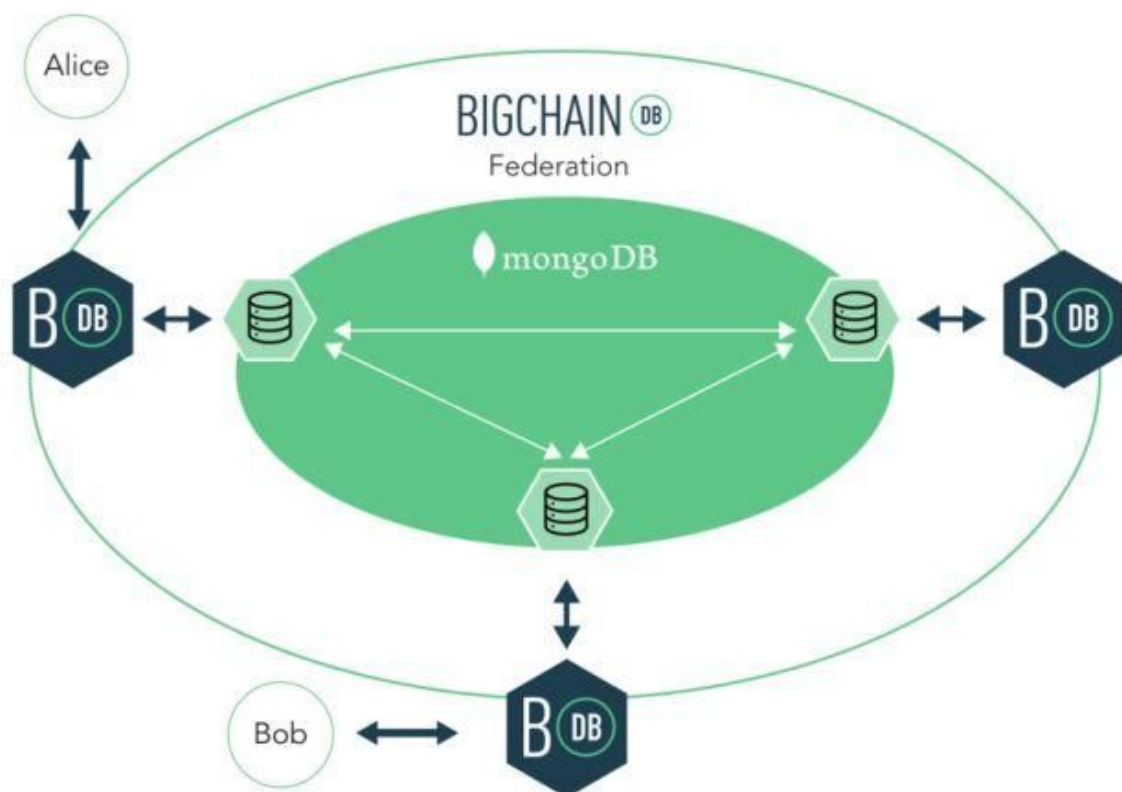 Alice
BIGCHAIN DB
Federation
mongoDB
B DB
B DB
B DB
Bob